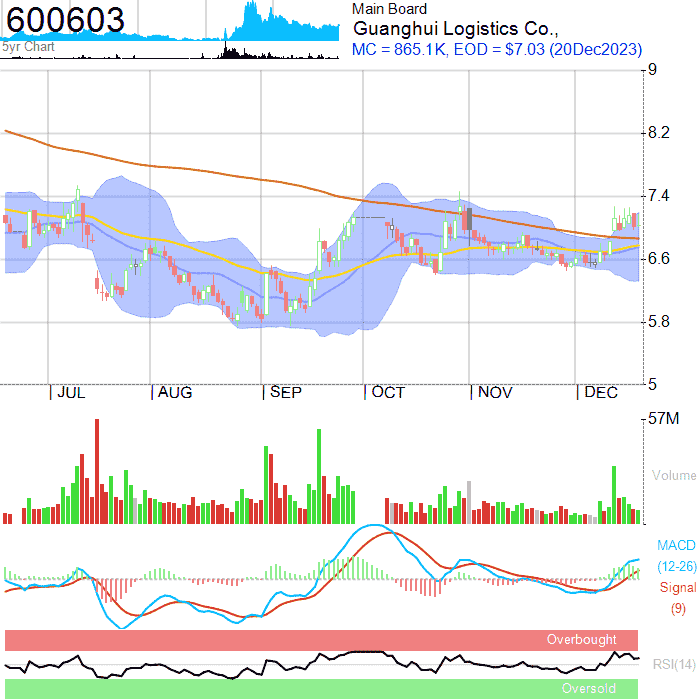 600603
5yr Chart
Main Board
Guanghui Logistics Co.,
MC = 865.1K, EOD = $7.03 (20Dec2023)
9
8.2
7.4
6.6
5.8
5
JUL AUG SEP OCT NOV DEC
57M
Volume
MACD
(12-26)
Signal
(9)
Overbought
RSI(14)
Oversold